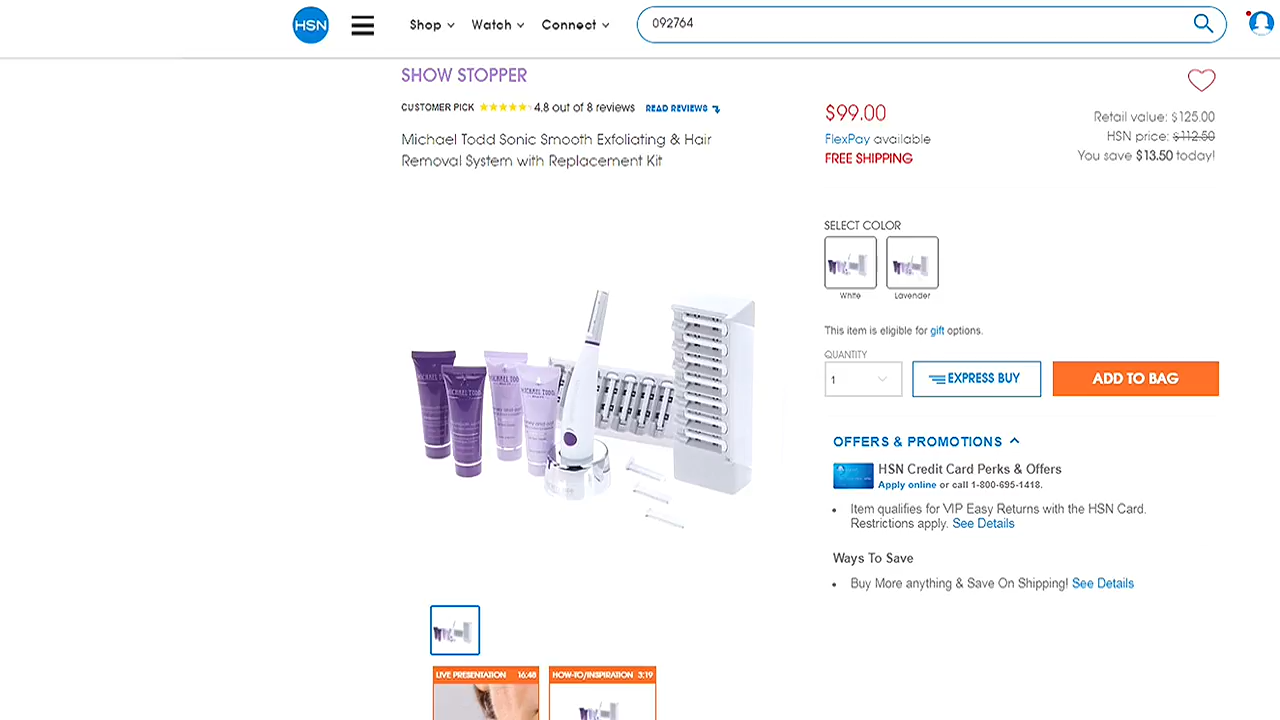 HSN
Shop
Watch
Connect
092764
SHOW STOPPER
CUSTOMER PICK 4.8 out of 8 reviews READ REVIEWS
Michael Todd Sonic Smooth Exfoliating & Hair
Removal System with Replacement Kit
$99.00
FlexPay available
FREE SHIPPING
Retail value: $125.00
HSN price: $112.50
You save $13.50 today!
SELECT COLOR
White
Lavender
This item is eligible for gift options.
QUANTITY
1
EXPRESS BUY
ADD TO BAG
OFFERS & PROMOTIONS
HSN Credit Card Perks & Offers
Apply online or call 1-800-695-1418.
• Item qualifies for VIP Easy Returns with the HSN Card.
Restrictions apply. See Details
Ways To Save
• Buy More anything & Save On Shipping! See Details
MICHAEL TODD
LIVE PRESENTATION 16:48
HOW-TO/INSPIRATION 3:19